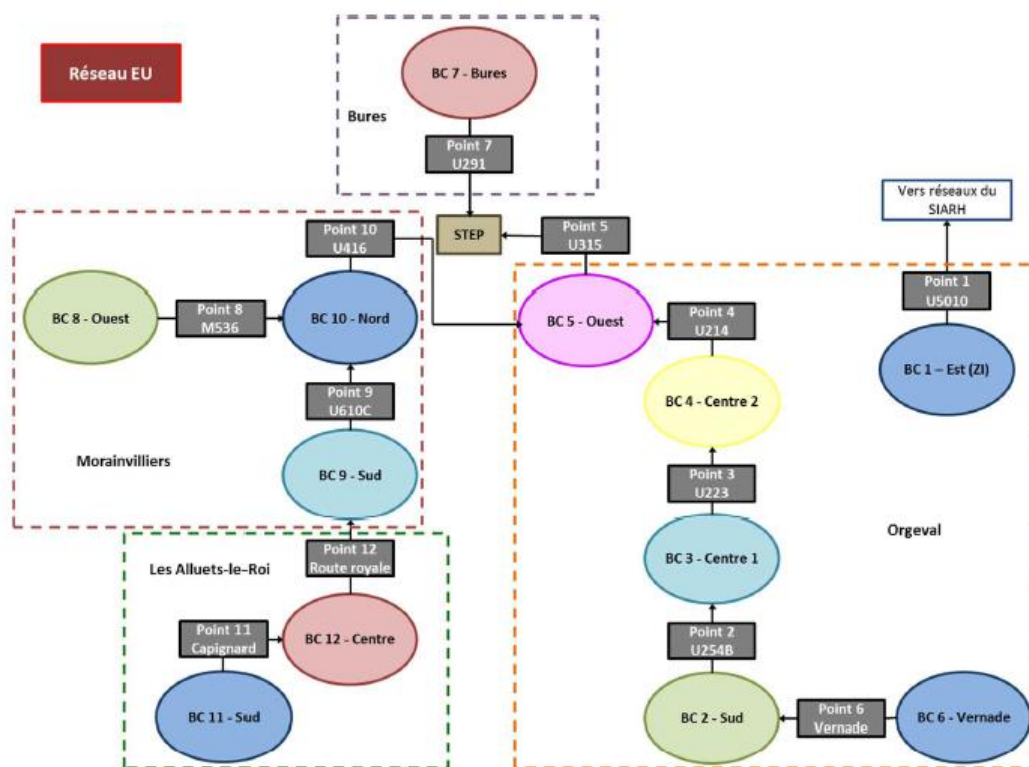 Réseau EU
BC 7 - Bures
Bures
Point 7
U291
Vers réseaux du
SIARH
Point 10
U416
STEP
Point 5
U315
Point 1
U5010
BC 8 - Ouest
Point 8
M536
BC 10 - Nord
BC 5 - Ouest
Point 4
U214
BC 1 – Est (ZI)
Point 9
U610C
BC 4 - Centre 2
Morainvilliers
BC 9 - Sud
Point 3
U223
Orgeval
Les Alluets-le-Roi
Point 12
Route royale
BC 3 - Centre 1
Point 11
Capignard
BC 12 - Centre
Point 2
U254B
BC 11 - Sud
BC 2 - Sud
Point 6
Vernade
BC 6 - Vernade